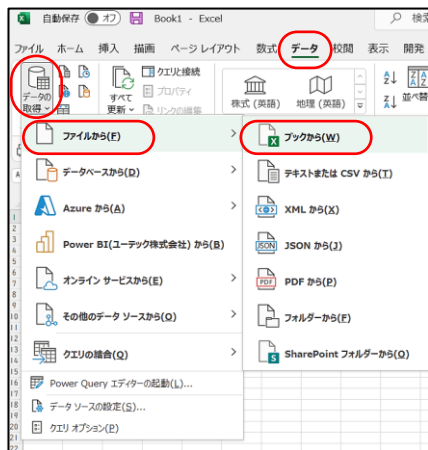 自動保存 オフ Book1 - Excel 検索
ファイル ホーム 挿入 描画 ページ レイアウト 数式 データ 校閲 表示 開発
データの
取得
すべて
更新
クエリと接続
プロパティ
リンクの編集
株式 (英語)
地理 (英語)
並べ替
ファイルから(F)
データベースから(D)
Azure から(A)
Power BI(ユーテック株式会社) から(B)
オンライン サービスから(E)
その他のデータ ソースから(O)
クエリの結合(Q)
Power Query エディターの起動(L)...
データ ソースの設定(S)...
クエリ オプション(P)
ブックから(W)
テキストまたは CSV から(T)
XML から(X)
JSON から(J)
PDF から(P)
フォルダーから(F)
SharePoint フォルダーから(O)